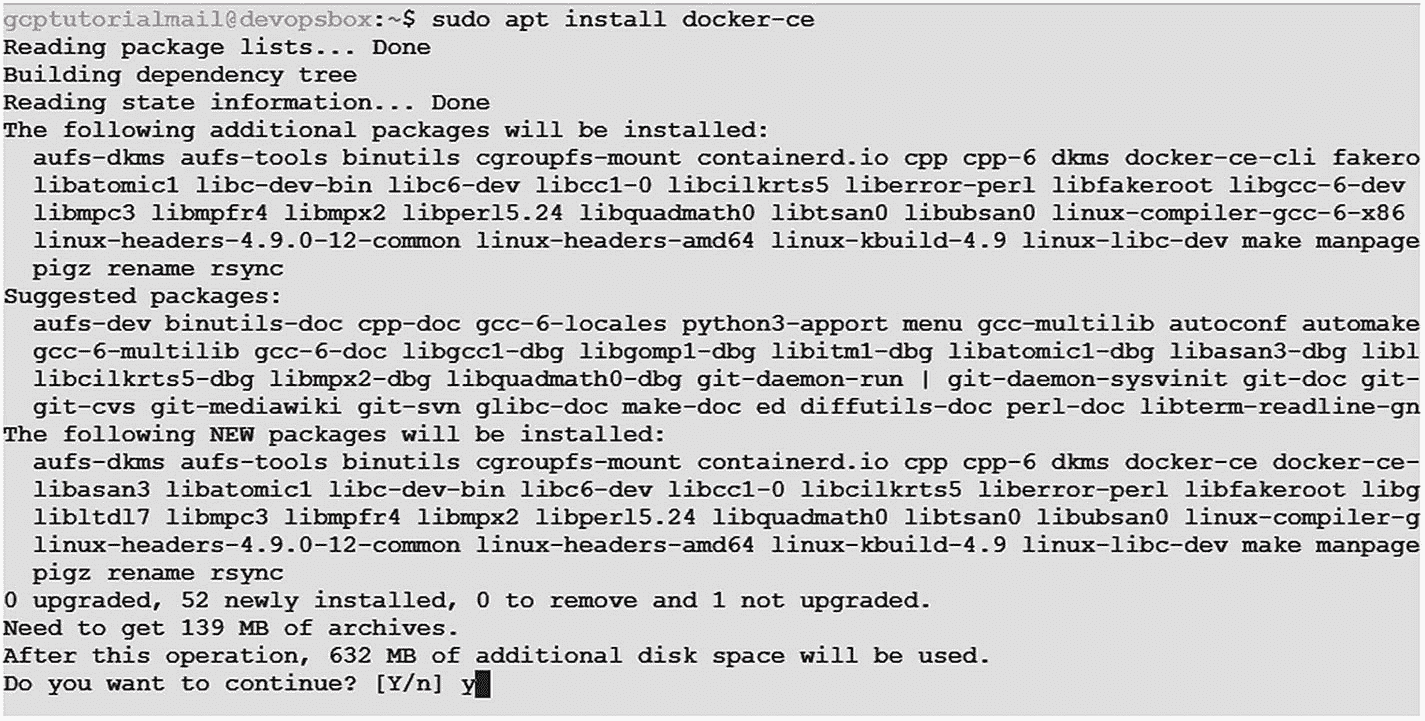 gcptutorialmail@devopsbox:~$ sudo apt install docker-ce
Reading package lists... Done
Building dependency tree
Reading state information... Done
The following additional packages will be installed:
  aufs-dkms aufs-tools binutils cgroupfs-mount containerd.io cpp cpp-6 dkms docker-ce-cli fakero
  libatomic1 libc-dev-bin libc6-dev libcc1-0 libcilkrts5 liberror-perl libfakeroot libgcc-6-dev
  libmpc3 libmpfr4 libmpx2 libperl5.24 libquadmath0 libtsan0 libubsan0 linux-compiler-gcc-6-x86
  linux-headers-4.9.0-12-common linux-headers-amd64 linux-kbuild-4.9 linux-libc-dev make manpage
  pigz rename rsync
Suggested packages:
  aufs-dev binutils-doc cpp-doc gcc-6-locales python3-apport menu gcc-multilib autoconf automake
  gcc-6-multilib gcc-6-doc libgcc1-dbg libgomp1-dbg libitm1-dbg libatomic1-dbg libasan3-dbg libl
  libcilkrts5-dbg libmpx2-dbg libquadmath0-dbg git-daemon-run | git-daemon-sysvinit git-doc git-
  git-cvs git-mediawiki git-svn glibc-doc make-doc ed diffutils-doc perl-doc libterm-readline-gn
The following NEW packages will be installed:
  aufs-dkms aufs-tools binutils cgroupfs-mount containerd.io cpp cpp-6 dkms docker-ce docker-ce-
  libasan3 libatomic1 libc-dev-bin libc6-dev libcc1-0 libcilkrts5 liberror-perl libfakeroot libg
  libltdl7 libmpc3 libmpfr4 libmpx2 libperl5.24 libquadmath0 libtsan0 libubsan0 linux-compiler-g
  linux-headers-4.9.0-12-common linux-headers-amd64 linux-kbuild-4.9 linux-libc-dev make manpage
  pigz rename rsync
0 upgraded, 52 newly installed, 0 to remove and 1 not upgraded.
Need to get 139 MB of archives.
After this operation, 632 MB of additional disk space will be used.
Do you want to continue? [Y/n] y